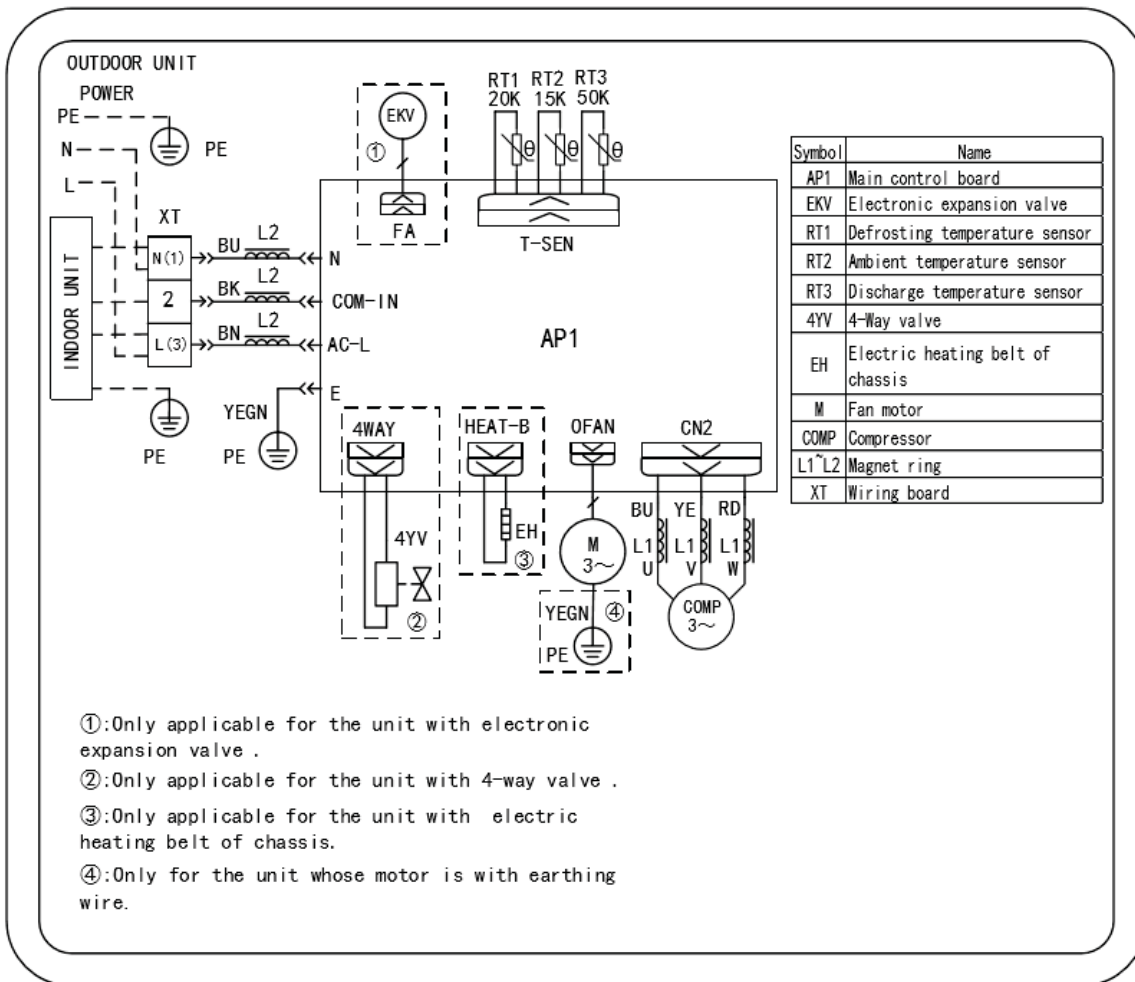 OUTDOOR UNIT
POWER
PE
N
L
PE
XT
INDOOR UNIT
N(1)
2
L(3)
BU L2
BK L2
BN L2
N
COM-IN
AC-L
E
YEGN
PE
PE
EKV
①
FA
RT1 RT2 RT3
20K 15K 50K
θ θ θ
T-SEN
AP1
4WAY
HEAT-B
OFAN
CN2
4YV
②
EH
③
M
3～
YEGN ④
PE
BU YE RD
L1 L1 L1
U V W
COMP
3～
Symbol Name
AP1 Main control board
EKV Electronic expansion valve
RT1 Defrosting temperature sensor
RT2 Ambient temperature sensor
RT3 Discharge temperature sensor
4YV 4-Way valve
EH Electric heating belt of
chassis
M Fan motor
COMP Compressor
L1~L2 Magnet ring
XT Wiring board
①:Only applicable for the unit with electronic
expansion valve .
②:Only applicable for the unit with 4-way valve .
③:Only applicable for the unit with electric
heating belt of chassis.
④:Only for the unit whose motor is with earthing
wire.